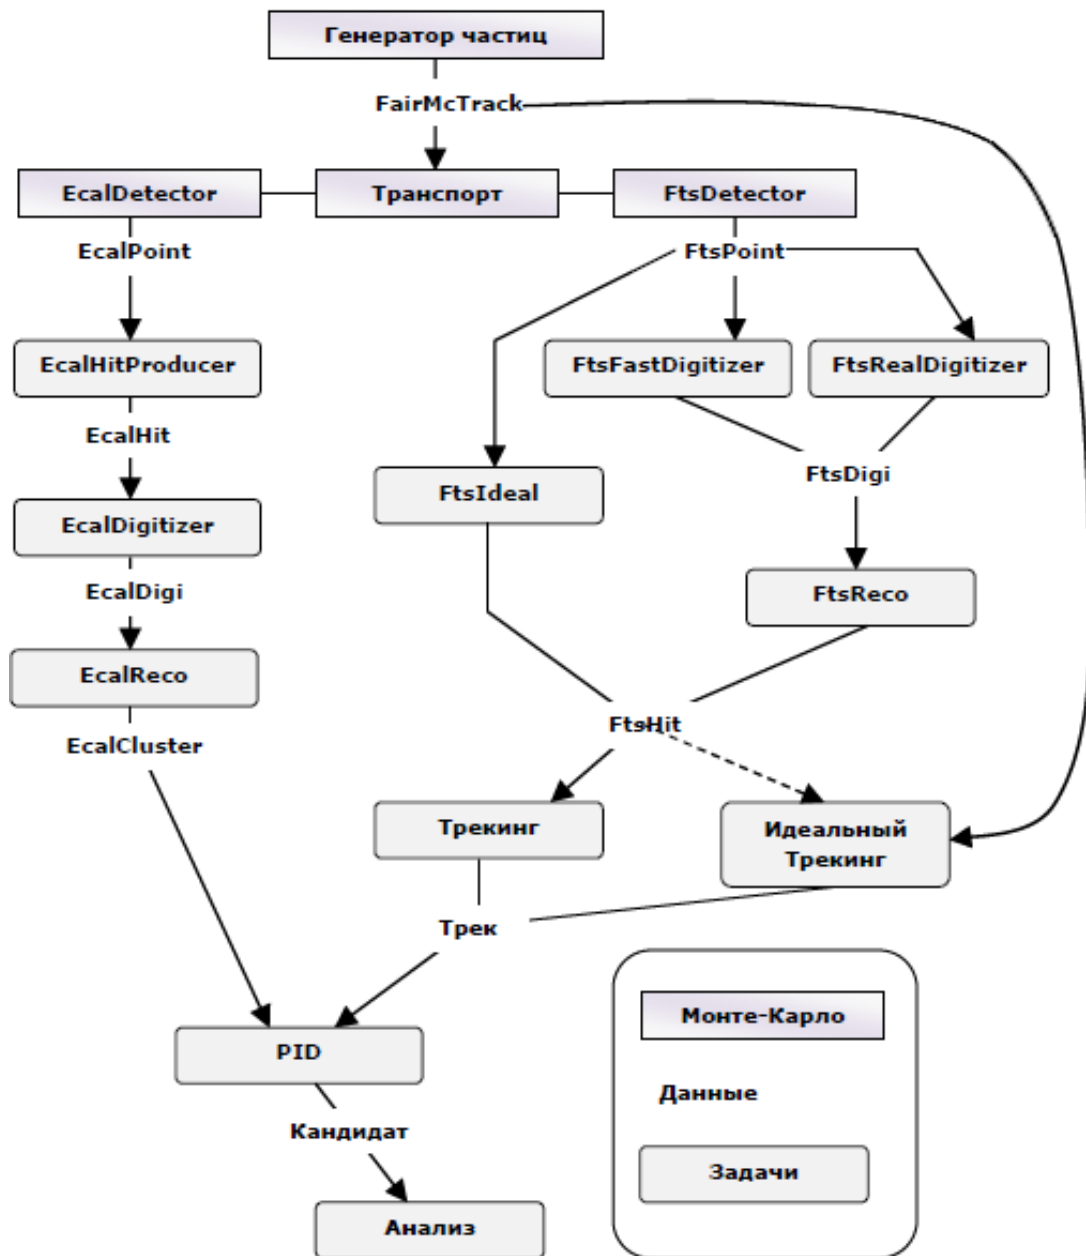 Генератор частиц
FairMcTrack
EcalDetector
Транспорт
FtsDetector
EcalPoint
FtsPoint
EcalHitProducer
FtsFastDigitizer
FtsRealDigitizer
EcalHit
FtsDigi
FtsIdeal
EcalDigitizer
EcalDigi
FtsReco
EcalReco
FtsHit
EcalCluster
Трекинг
Идеальный
Трекинг
Трек
Монте-Карло
PID
Данные
Кандидат
Задачи
Анализ